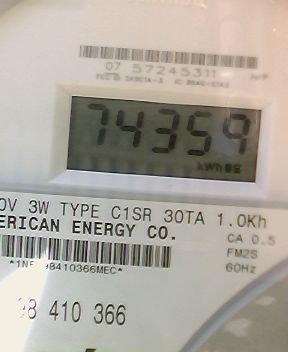 07 57245311
74359
kWh
0V 3W TYPE C1SR 30TA 1.0Kh
ERICAN ENERGY CO.
CA 0.5
FM2S
60Hz
98410366MEC*
98 410 366